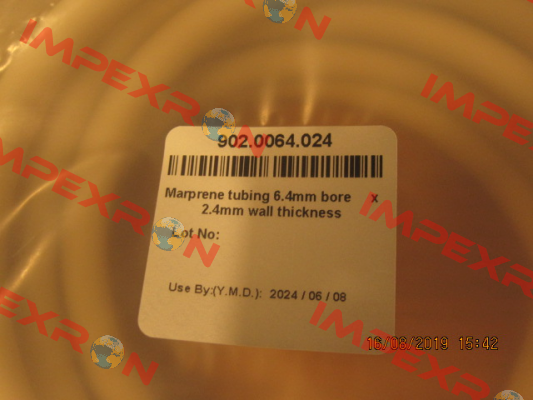 902.0064.024
Marprene tubing 6.4mm bore x
2.4mm wall thickness
Lot No:
Use By:(Y.M.D.): 2024 / 06 / 08
16/08/2019 15:42
IMPEXRON
IMPEXRON
IMPEXRON
IMPEXRON
IMPEXRON
IMPEXRON